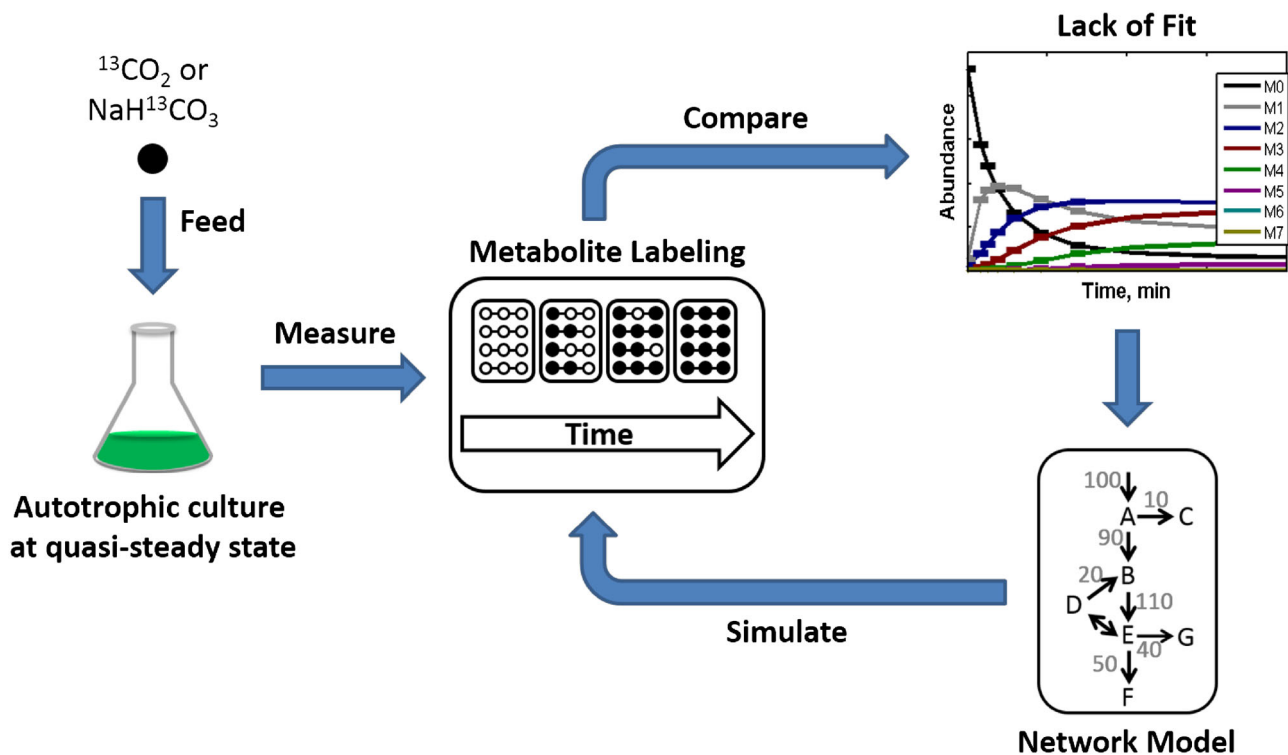 ¹³CO₂ or
NaH¹³CO₃
Feed
Autotrophic culture
at quasi-steady state
Measure
Metabolite Labeling
Time
Compare
Lack of Fit
Abundance
M0
M1
M2
M3
M4
M5
M6
M7
Time, min
100
10
A
C
90
20
B
D
110
E
G
50
40
F
Network Model
Simulate